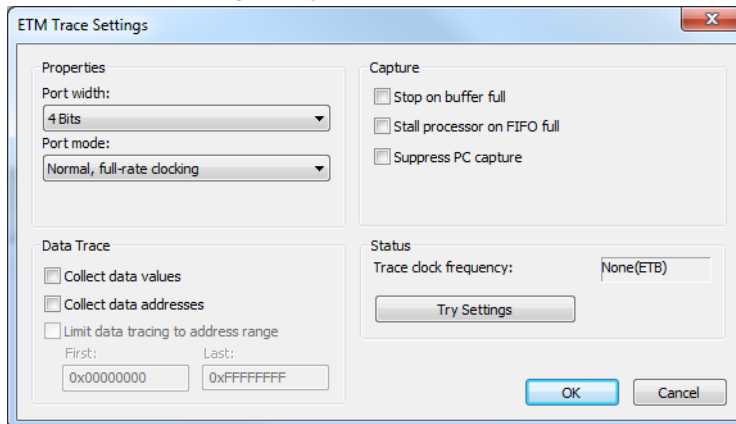 ETM Trace Settings
Properties
Port width:
4 Bits
Port mode:
Normal, full-rate clocking
Capture
Stop on buffer full
Stall processor on FIFO full
Suppress PC capture
Data Trace
Collect data values
Collect data addresses
Limit data tracing to address range
First: Last:
0x00000000 0xFFFFFFFF
Status
Trace clock frequency: None(ETB)
Try Settings
OK Cancel